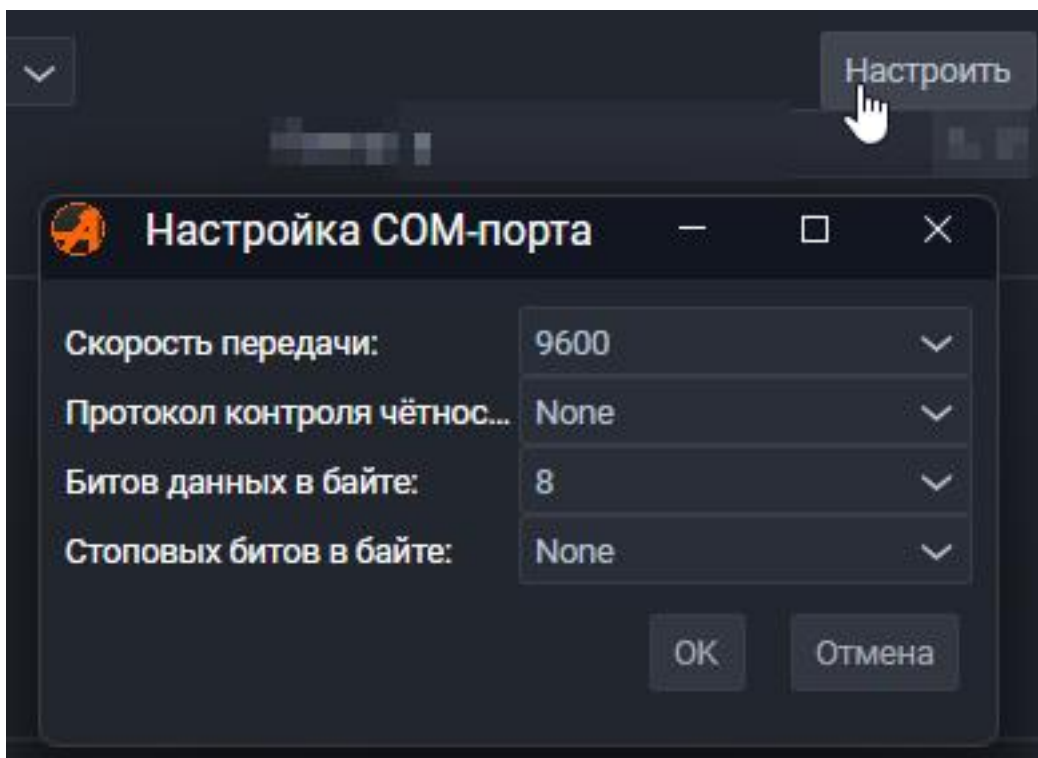 Настроить
Настройка COM-порта
Скорость передачи: 9600
Протокол контроля чётнос... None
Битов данных в байте: 8
Стоповых битов в байте: None
OK Отмена